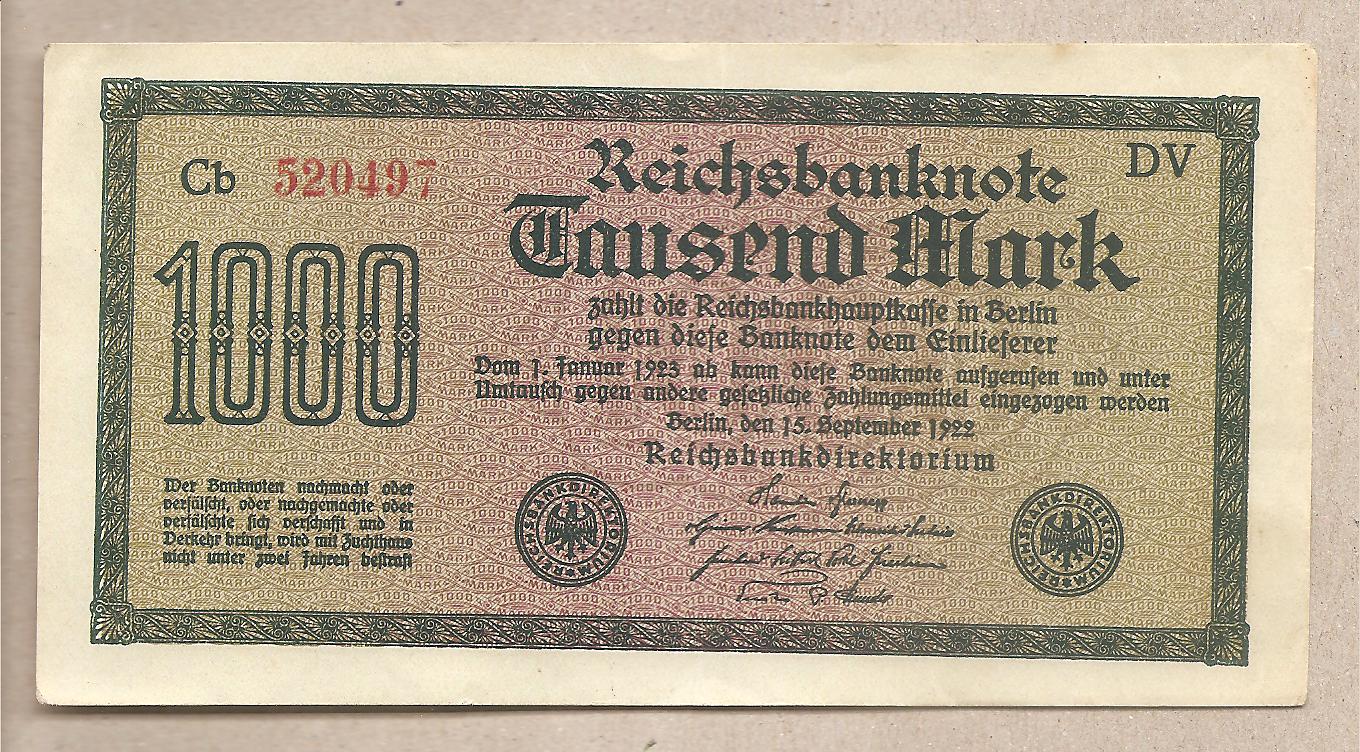 Cb 520497
DV
Reichsbanknote
Tausend Mark
1000
zahlt die Reichsbankhauptkasse in Berlin
gegen diese Banknote dem Einlieferer
Vom 1. Januar 1923 ab kann diese Banknote aufgerufen und unter
Umtausch gegen andere gesetzliche Zahlungsmittel eingezogen werden
Berlin, den 15. September 1922
Reichsbankdirektorium
Wer Banknoten nachmacht oder
verfälscht, oder nachgemachte oder
verfälschte sich verschafft und in
Verkehr bringt, wird mit Zuchthaus
nicht unter zwei Jahren bestraft
REICHSBANKDIREKTORIUM
REICHSBANKDIREKTORIUM